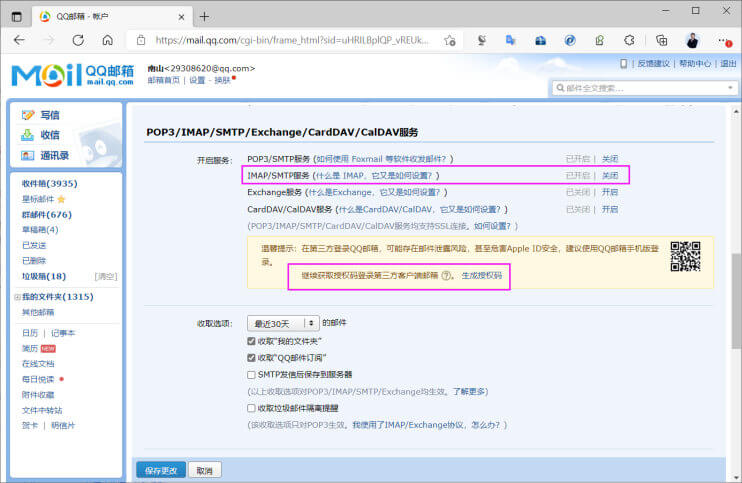 QQ邮箱 - 帐户
https://mail.qq.com/cgi-bin/frame_html?sid=uHRILBplQP_vREUk...
Mail QQ邮箱
mail.qq.com
南山<29308620@qq.com>
邮箱首页 | 设置 - 换肤
| 反馈建议 | 帮助中心 | 退出
邮件全文搜索...
写信
收信
通讯录
收件箱(3935)
星标邮件
群邮件(676)
草稿箱(4)
已发送
已删除
垃圾箱(18) [清空]
我的文件夹(1315)
其他邮箱
日历 | 记事本
简历 NEW
在线文档
每日悦读
附件收藏
文件中转站
贺卡 | 明信片
POP3/IMAP/SMTP/Exchange/CardDAV/CalDAV服务
开启服务: POP3/SMTP服务 (如何使用 Foxmail 等软件收发邮件?) 已开启 | 关闭
IMAP/SMTP服务 (什么是 IMAP，它又是如何设置?) 已开启 | 关闭
Exchange服务 (什么是Exchange，它又是如何设置?) 已关闭 | 开启
CardDAV/CalDAV服务 (什么是CardDAV/CalDAV，它又是如何设置?) 已关闭 | 开启
(POP3/IMAP/SMTP/CardDAV/CalDAV服务均支持SSL连接。如何设置?)
温馨提示: 在第三方登录QQ邮箱，可能存在邮件泄露风险，甚至危害Apple ID安全，建议使用QQ邮箱手机版登
录。
继续获取授权码登录第三方客户端邮箱 ?。 生成授权码
收取选项: 最近30天 的邮件
收取"我的文件夹"
收取"QQ邮件订阅"
SMTP发信后保存到服务器
(以上收取选项对POP3/IMAP/SMTP/Exchange均生效。了解更多)
收取垃圾邮件隔离提醒
(该收取选项只对POP3生效。我使用了IMAP/Exchange协议，怎么办?)
保存更改 取消